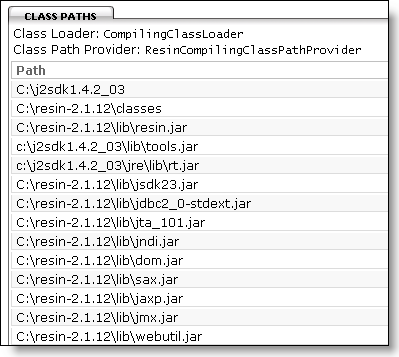 CLASS PATHS
Class Loader: CompilingClassLoader
Class Path Provider: ResinCompilingClassPathProvider
Path
C:\j2sdk1.4.2_03
C:\resin-2.1.12\classes
C:\resin-2.1.12\lib\resin.jar
c:\j2sdk1.4.2_03\lib\tools.jar
c:\j2sdk1.4.2_03\jre\lib\rt.jar
C:\resin-2.1.12\lib\jsdk23.jar
C:\resin-2.1.12\lib\jdbc2_0-stdext.jar
C:\resin-2.1.12\lib\jta_101.jar
C:\resin-2.1.12\lib\jndi.jar
C:\resin-2.1.12\lib\dom.jar
C:\resin-2.1.12\lib\sax.jar
C:\resin-2.1.12\lib\jaxp.jar
C:\resin-2.1.12\lib\jmx.jar
C:\resin-2.1.12\lib\webutil.jar